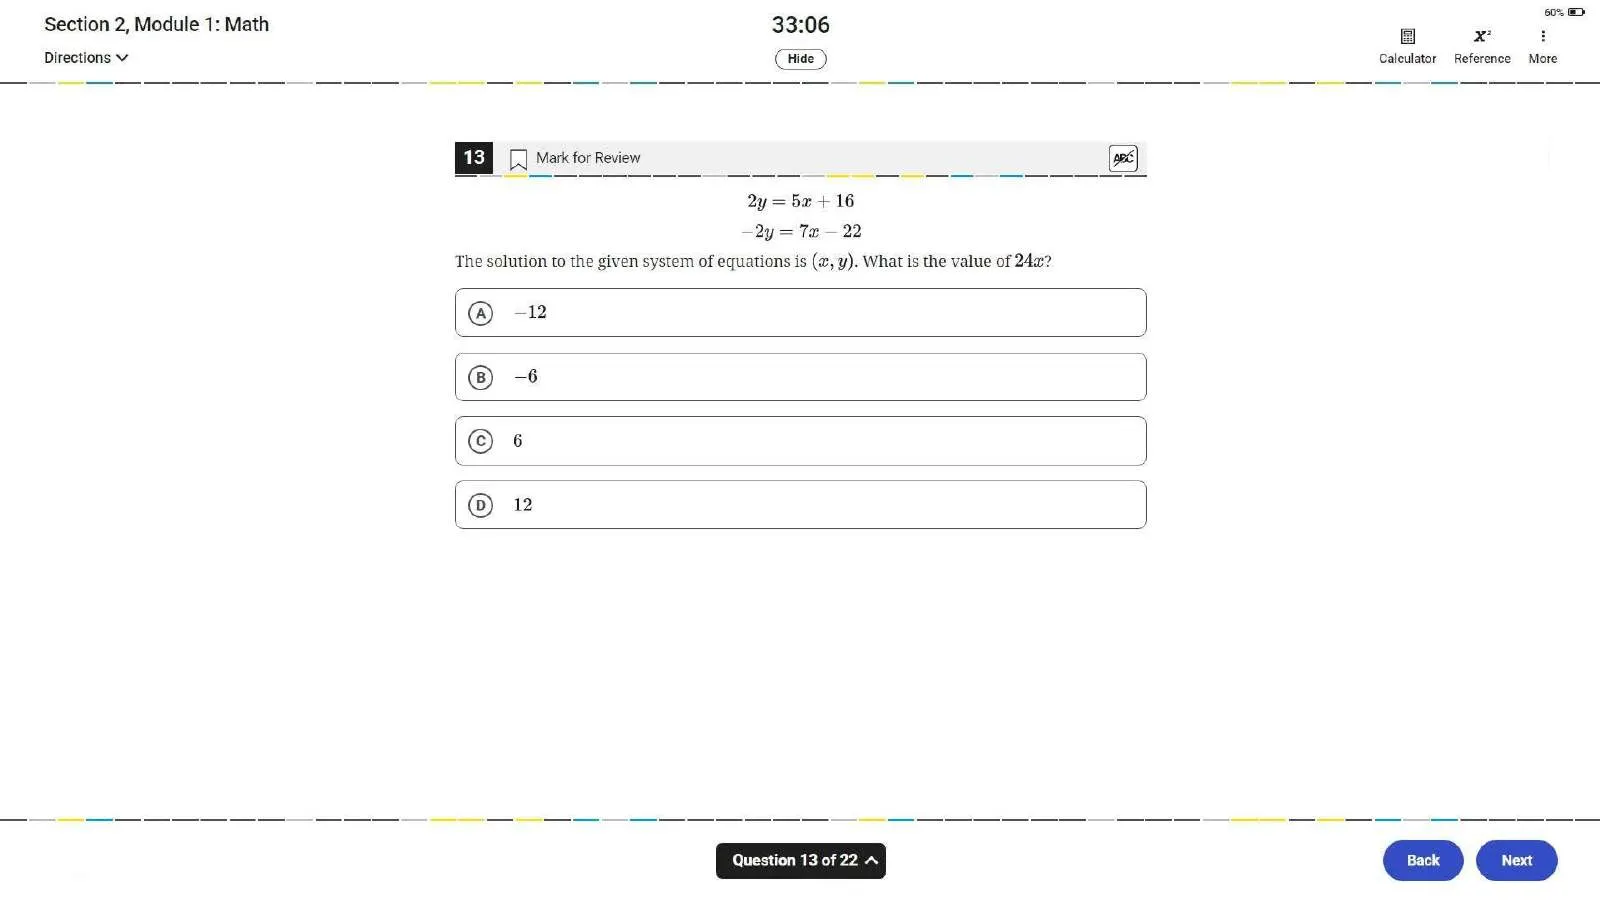 Section 2, Module 1: Math
33:06
60%
Directions
Hide
Calculator
Reference
More
13
Mark for Review
ABC
2y = 5x + 16
−2y = 7x − 22
The solution to the given system of equations is (x, y). What is the value of 24x?
A −12
B −6
C 6
D 12
Question 13 of 22
Back
Next